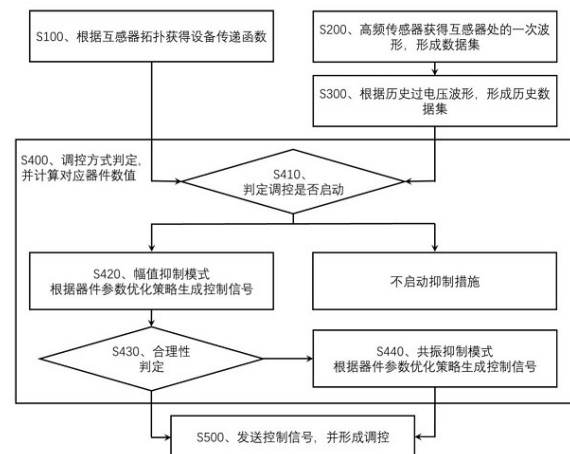 S100、根据互感器拓扑获得设备传递函数
S200、高频传感器获得互感器处的一次波
形，形成数据集
S300、根据历史过电压波形，形成历史数
据集
S400、调控方式判定，
并计算对应器件数值
S410、
判定调控是否启动
S420、幅值抑制模式
根据器件参数优化策略生成控制信号
不启动抑制措施
S430、合理性
判定
S440、共振抑制模式
根据器件参数优化策略生成控制信号
S500、发送控制信号，并形成调控